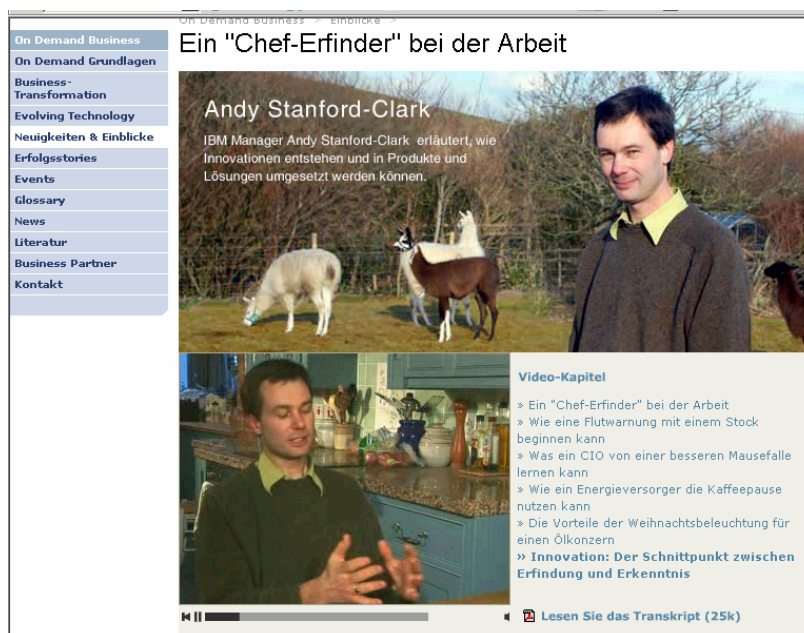 On Demand Business > Einblicke >
On Demand Business
On Demand Grundlagen
Business-
Transformation
Evolving Technology
Neuigkeiten & Einblicke
Erfolgsstories
Events
Glossary
News
Literatur
Business Partner
Kontakt
Ein "Chef-Erfinder" bei der Arbeit
Andy Stanford-Clark
IBM Manager Andy Stanford-Clark erläutert, wie
Innovationen entstehen und in Produkte und
Lösungen umgesetzt werden können.
Video-Kapitel
» Ein "Chef-Erfinder" bei der Arbeit
» Wie eine Flutwarnung mit einem Stock
beginnen kann
» Was ein CIO von einer besseren Mausefalle
lernen kann
» Wie ein Energieversorger die Kaffeepause
nutzen kann
» Die Vorteile der Weihnachtsbeleuchtung für
einen Ölkonzern
» Innovation: Der Schnittpunkt zwischen
Erfindung und Erkenntnis
Lesen Sie das Transkript (25k)